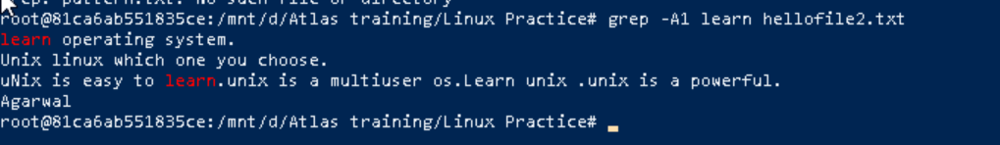 pattern.txt: No such file or directory
root@81ca6ab551835ce:/mnt/d/Atlas training/Linux Practice# grep -A1 learn hellofile2.txt
learn operating system.
Unix linux which one you choose.
uNix is easy to learn.unix is a multiuser os.Learn unix .unix is a powerful.
Agarwal
root@81ca6ab551835ce:/mnt/d/Atlas training/Linux Practice#